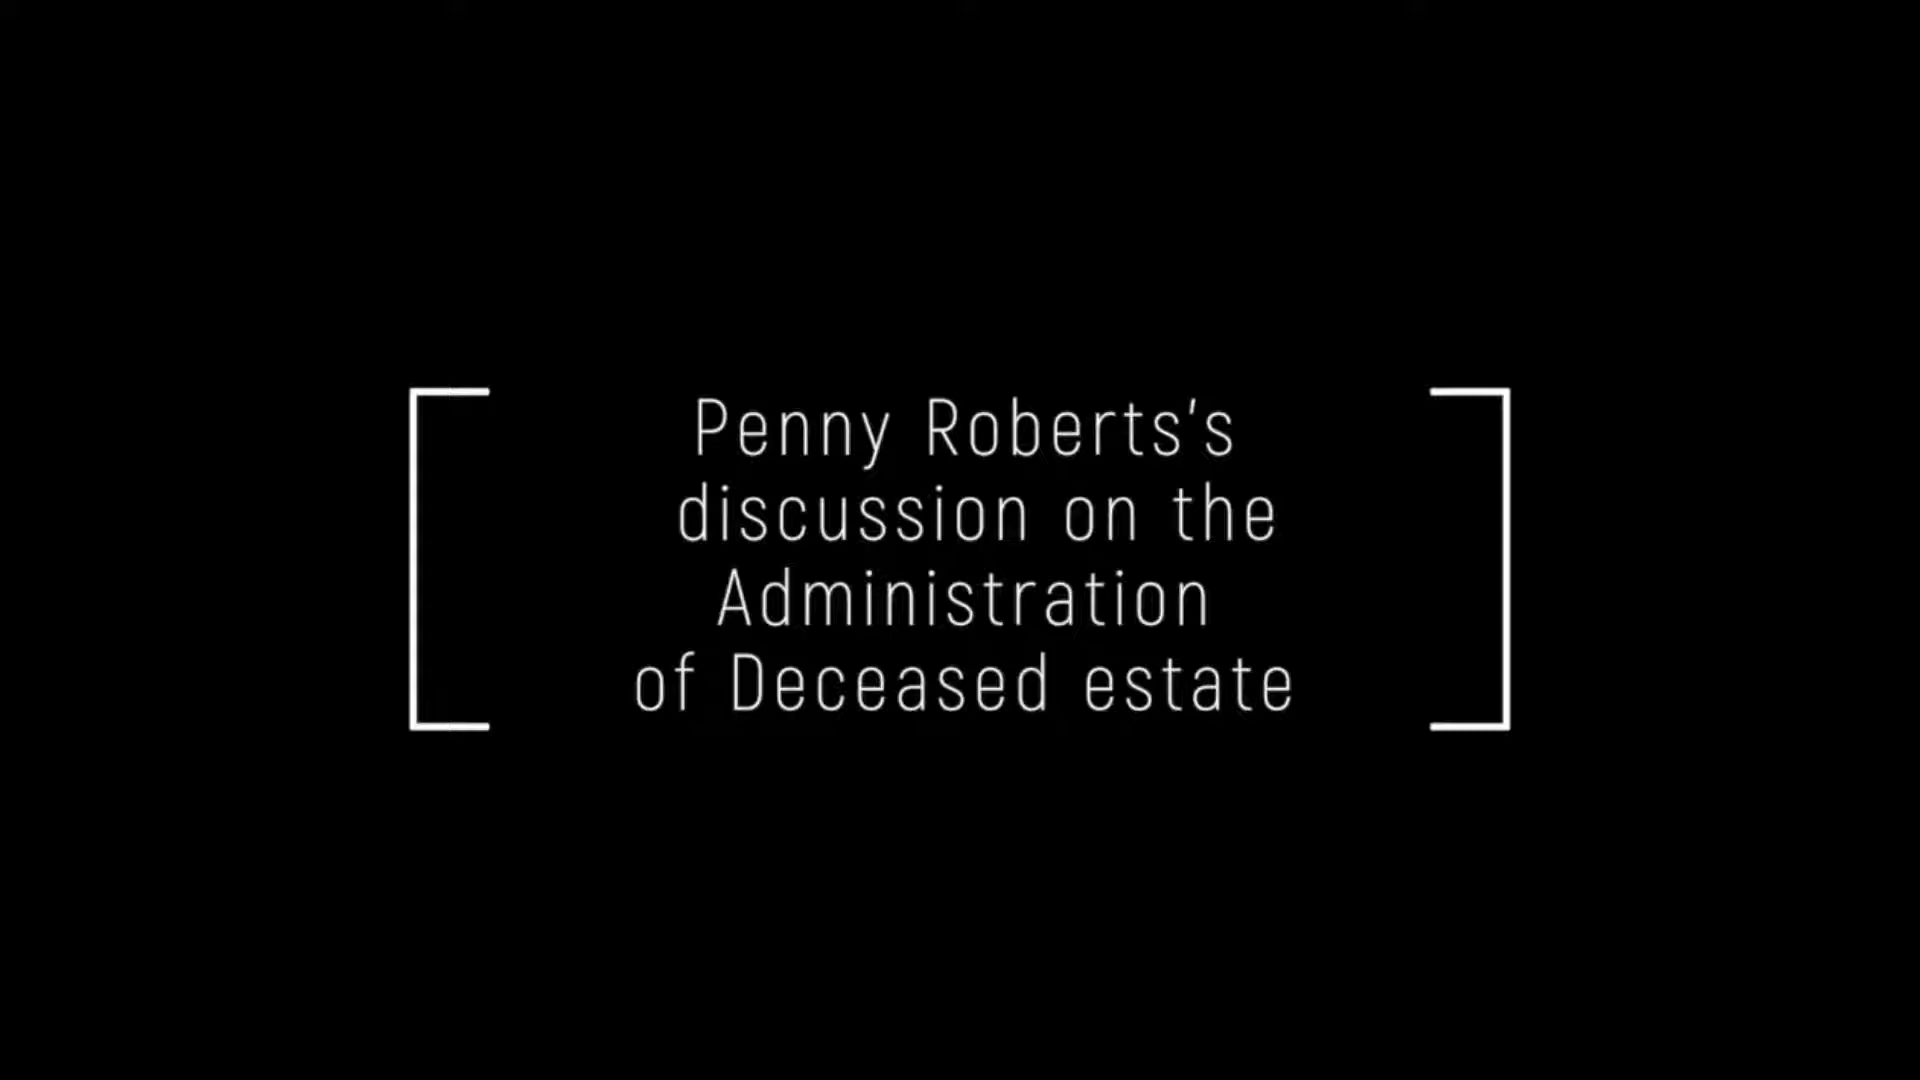 Penny Roberts's
discussion on the
Administration
of Deceased estate